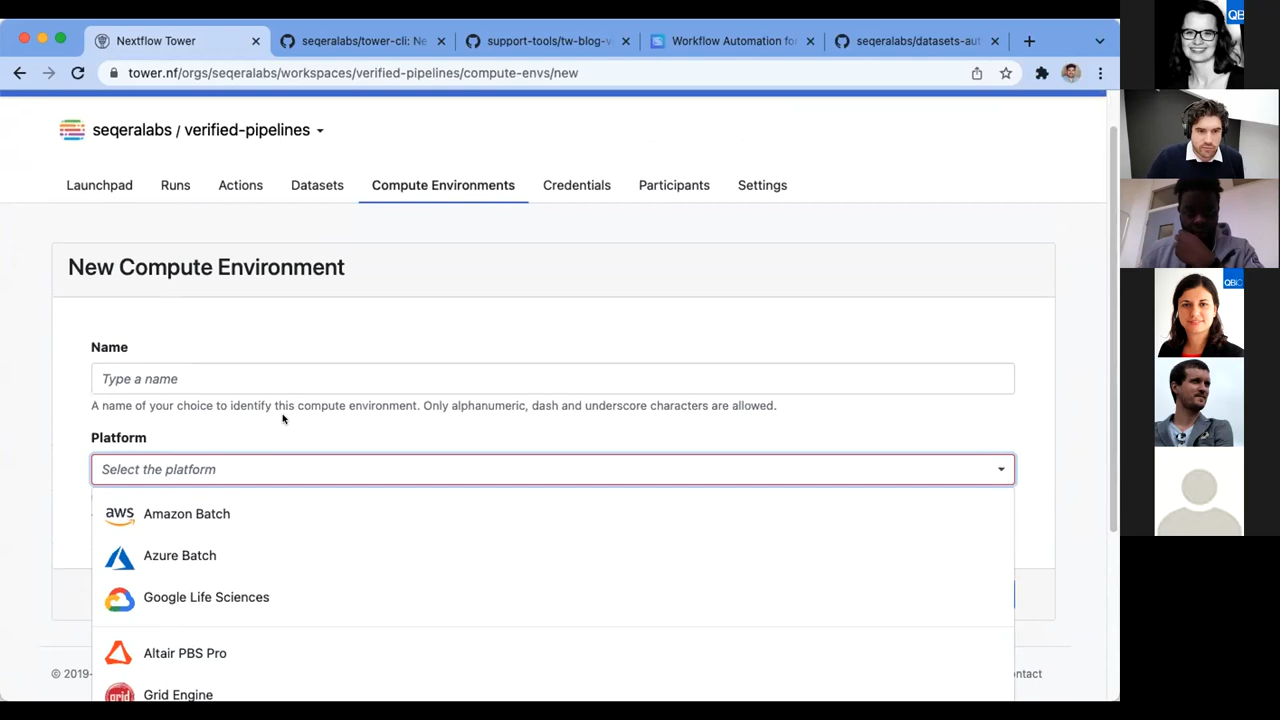 Nextflow Tower
seqeralabs/tower-cli: Ne
support-tools/tw-blog-v
Workflow Automation for
seqeralabs/datasets-aut
tower.nf/orgs/seqeralabs/workspaces/verified-pipelines/compute-envs/new
seqeralabs / verified-pipelines
Launchpad Runs Actions Datasets Compute Environments Credentials Participants Settings
New Compute Environment
Name
Type a name
A name of your choice to identify this compute environment. Only alphanumeric, dash and underscore characters are allowed.
Platform
Select the platform
aws Amazon Batch
Azure Batch
Google Life Sciences
Altair PBS Pro
grid Grid Engine
© 2019-
ntact
QB
QBiC